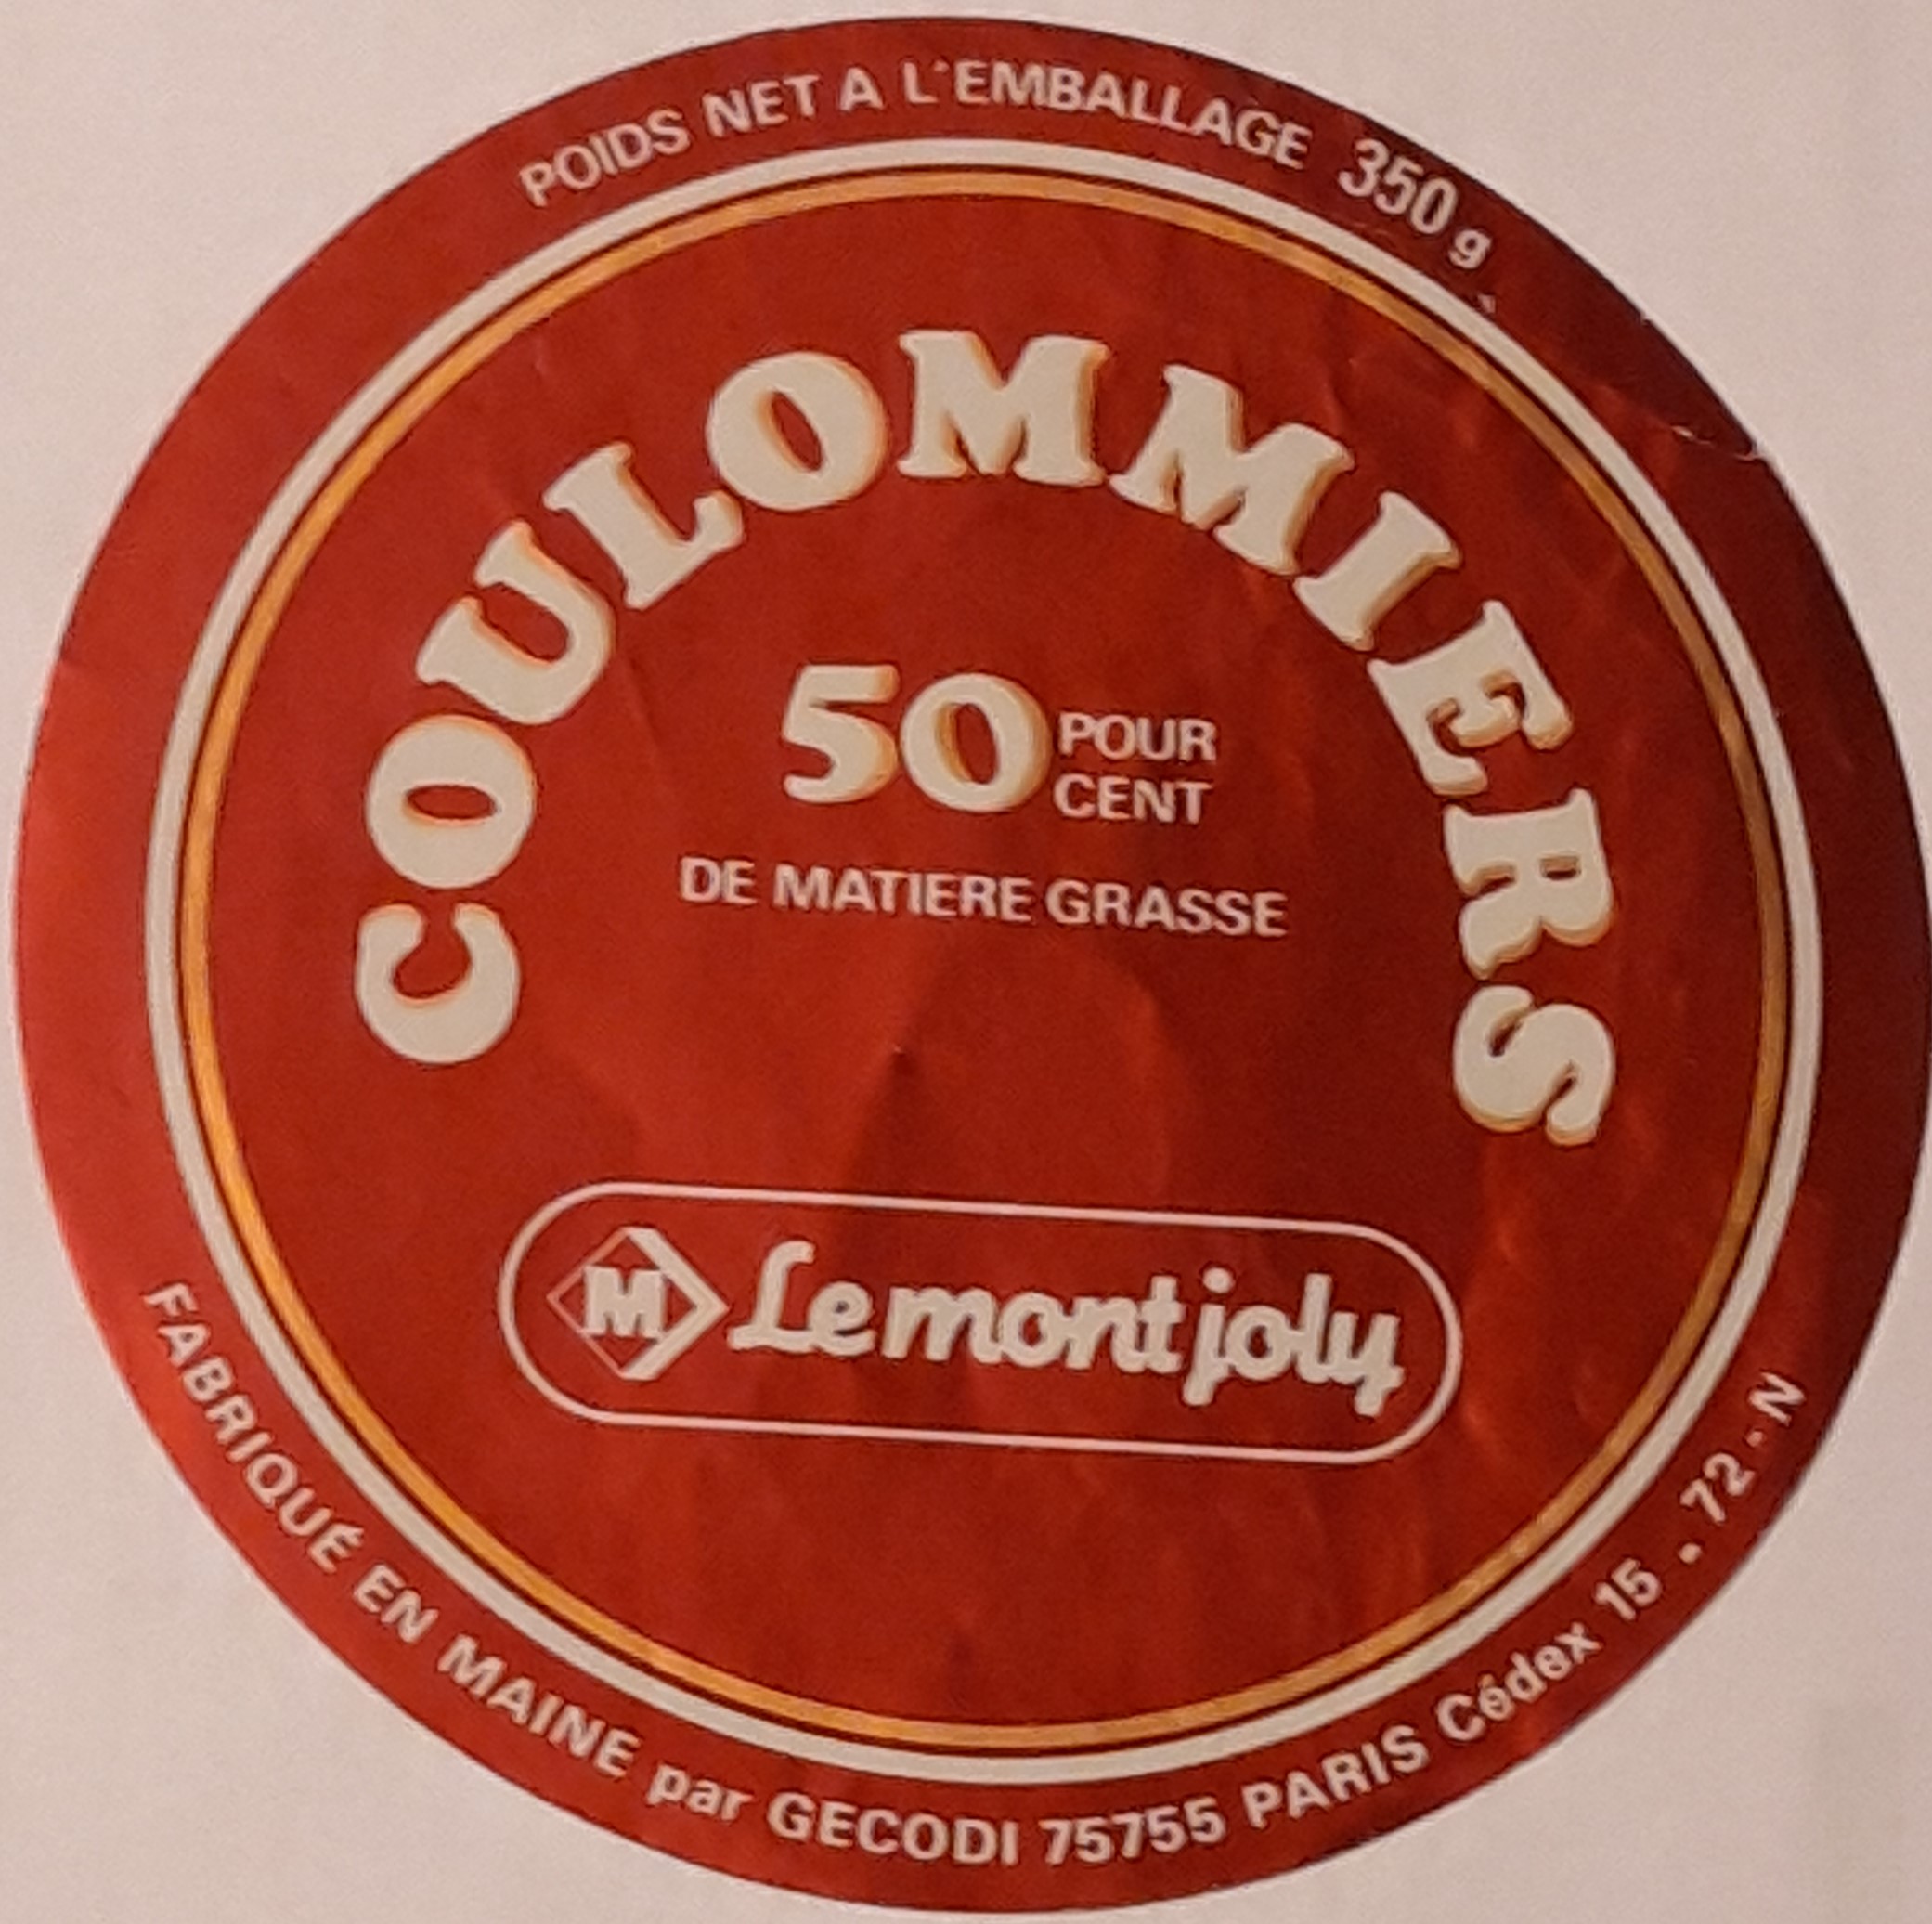 POIDS NET A L'EMBALLAGE 350 g
COULOMMIERS
50 POUR
CENT
DE MATIERE GRASSE
M Lemontjoly
FABRIQUÉ EN MAINE par GECODI 75755 PARIS Cédex 15 - 72 - N